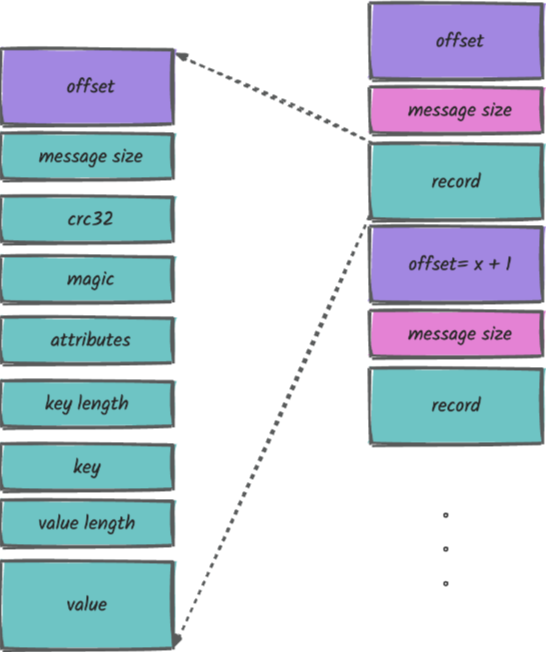 offset
message size
crc32
magic
attributes
key length
key
value length
value
offset
message size
record
offset= x + 1
message size
record